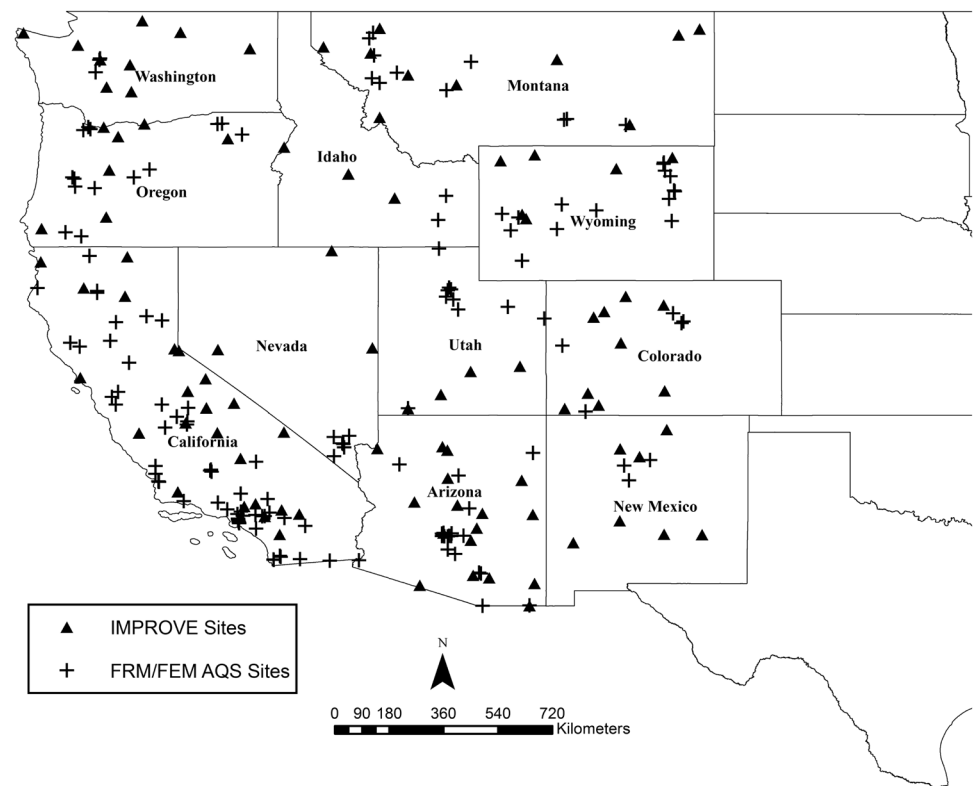 Washington
Montana
Idaho
Oregon
Wyoming
Nevada
Utah
Colorado
California
Arizona
New Mexico
IMPROVE Sites
FRM/FEM AQS Sites
N
0 90 180 360 540 720
Kilometers